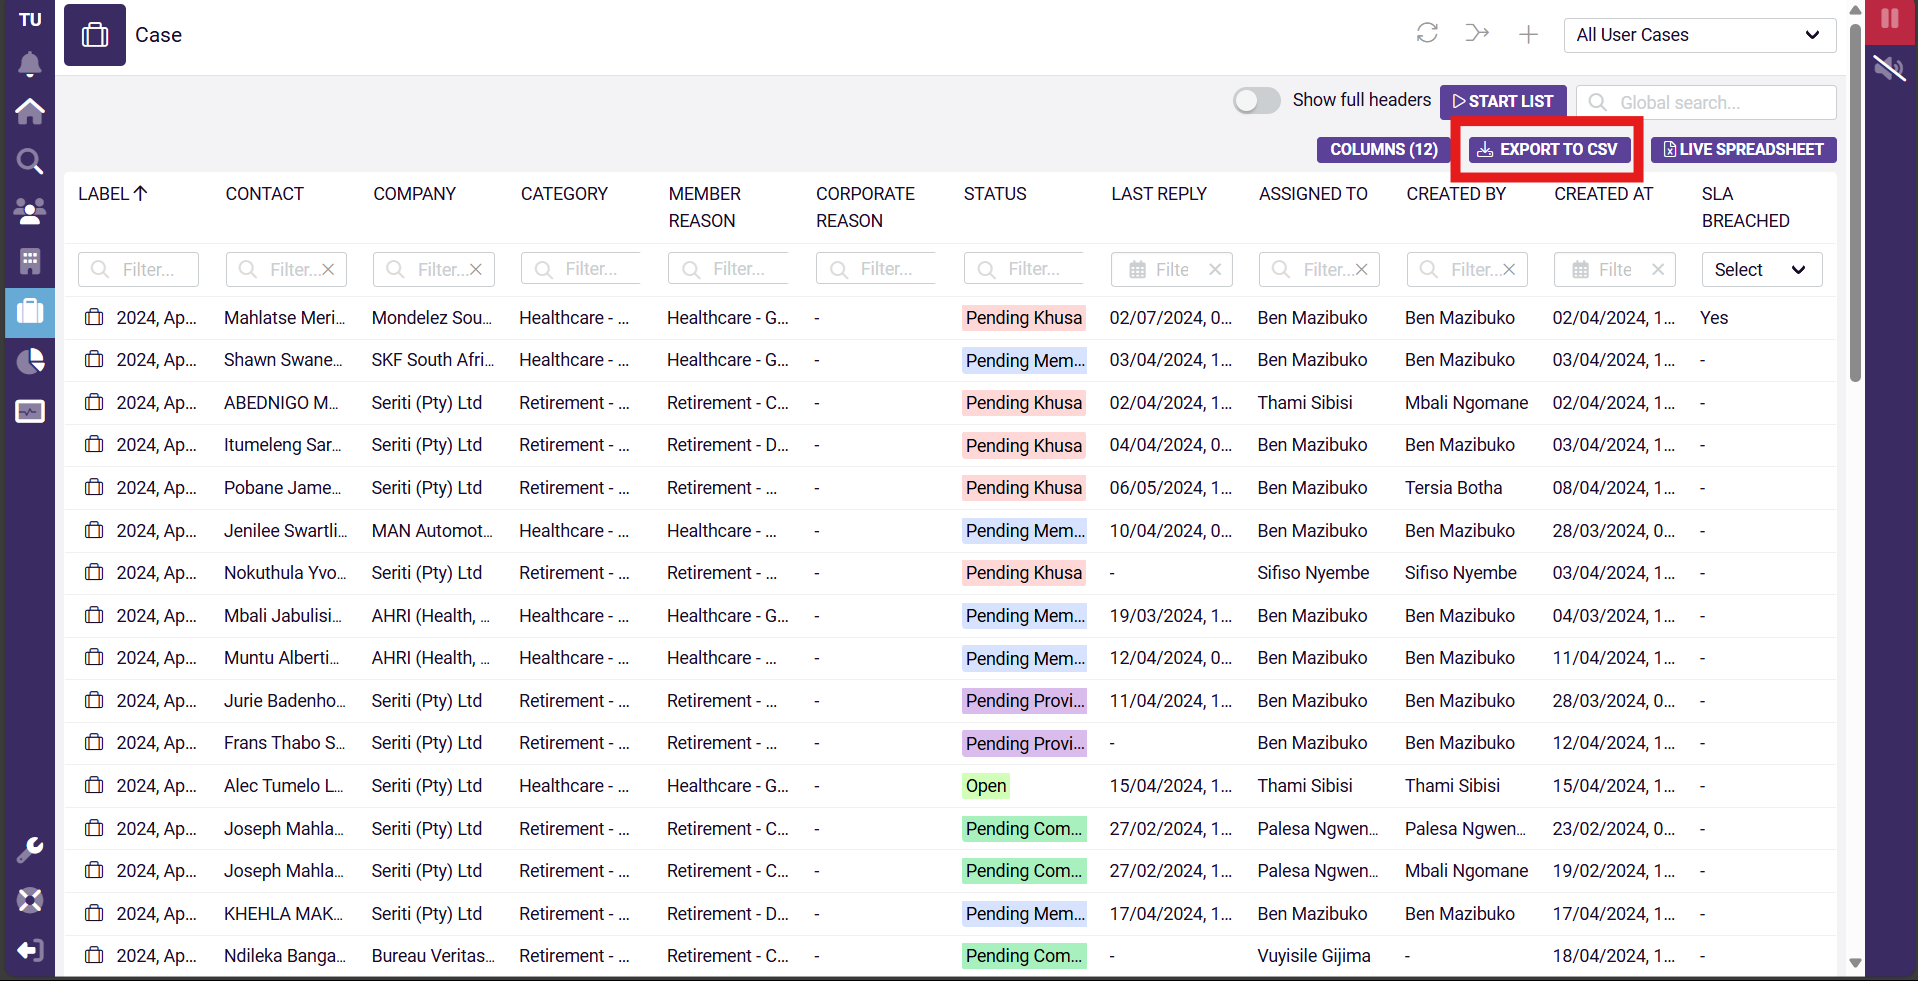 TU
Case
All User Cases
Show full headers
START LIST
Global search...
COLUMNS (12)
EXPORT TO CSV
LIVE SPREADSHEET
LABEL CONTACT COMPANY CATEGORY MEMBER REASON CORPORATE REASON STATUS LAST REPLY ASSIGNED TO CREATED BY CREATED AT SLA BREACHED
Filter... Filter... Filter... Filter... Filter... Filter... Filter... Filte Filter... Filter... Filte Select
2024, Ap... Mahlatse Meri... Mondelez Sou... Healthcare - ... Healthcare - G... - Pending Khusa 02/07/2024, 0... Ben Mazibuko Ben Mazibuko 02/04/2024, 1... Yes
2024, Ap... Shawn Swane... SKF South Afri... Healthcare - ... Healthcare - G... - Pending Mem... 03/04/2024, 1... Ben Mazibuko Ben Mazibuko 03/04/2024, 1... -
2024, Ap... ABEDNIGO M... Seriti (Pty) Ltd Retirement - ... Retirement - C... - Pending Khusa 02/04/2024, 1... Thami Sibisi Mbali Ngomane 02/04/2024, 1... -
2024, Ap... Itumeleng Sar... Seriti (Pty) Ltd Retirement - ... Retirement - D... - Pending Khusa 04/04/2024, 0... Ben Mazibuko Ben Mazibuko 03/04/2024, 1... -
2024, Ap... Pobane Jame... Seriti (Pty) Ltd Retirement - ... Retirement - ... - Pending Khusa 06/05/2024, 1... Ben Mazibuko Tersia Botha 08/04/2024, 1... -
2024, Ap... Jenilee Swartli... MAN Automot... Healthcare - ... Healthcare - ... - Pending Mem... 10/04/2024, 0... Ben Mazibuko Ben Mazibuko 28/03/2024, 0... -
2024, Ap... Nokuthula Yvo... Seriti (Pty) Ltd Retirement - ... Retirement - ... - Pending Khusa - Sifiso Nyembe Sifiso Nyembe 03/04/2024, 1... -
2024, Ap... Mbali Jabulisi... AHRI (Health, ... Healthcare - ... Healthcare - G... - Pending Mem... 19/03/2024, 1... Ben Mazibuko Ben Mazibuko 04/03/2024, 1... -
2024, Ap... Muntu Alberti... AHRI (Health, ... Healthcare - ... Healthcare - ... - Pending Mem... 12/04/2024, 0... Ben Mazibuko Ben Mazibuko 11/04/2024, 1... -
2024, Ap... Jurie Badenho... Seriti (Pty) Ltd Retirement - ... Retirement - ... - Pending Provi... 11/04/2024, 1... Ben Mazibuko Ben Mazibuko 28/03/2024, 0... -
2024, Ap... Frans Thabo S... Seriti (Pty) Ltd Retirement - ... Retirement - ... - Pending Provi... - Ben Mazibuko Ben Mazibuko 12/04/2024, 1... -
2024, Ap... Alec Tumelo L... Seriti (Pty) Ltd Healthcare - ... Healthcare - G... - Open 15/04/2024, 1... Thami Sibisi Thami Sibisi 15/04/2024, 1... -
2024, Ap... Joseph Mahla... Seriti (Pty) Ltd Retirement - ... Retirement - C... - Pending Com... 27/02/2024, 1... Palesa Ngwen... Palesa Ngwen... 23/02/2024, 0... -
2024, Ap... Joseph Mahla... Seriti (Pty) Ltd Retirement - ... Retirement - C... - Pending Com... 27/02/2024, 1... Palesa Ngwen... Mbali Ngomane 19/02/2024, 1... -
2024, Ap... KHEHLA MAK... Seriti (Pty) Ltd Retirement - ... Retirement - D... - Pending Mem... 17/04/2024, 1... Ben Mazibuko Ben Mazibuko 17/04/2024, 1... -
2024, Ap... Ndileka Banga... Bureau Veritas... Retirement - ... Retirement - C... - Pending Com... - Vuyisile Gijima - 18/04/2024, 1... -